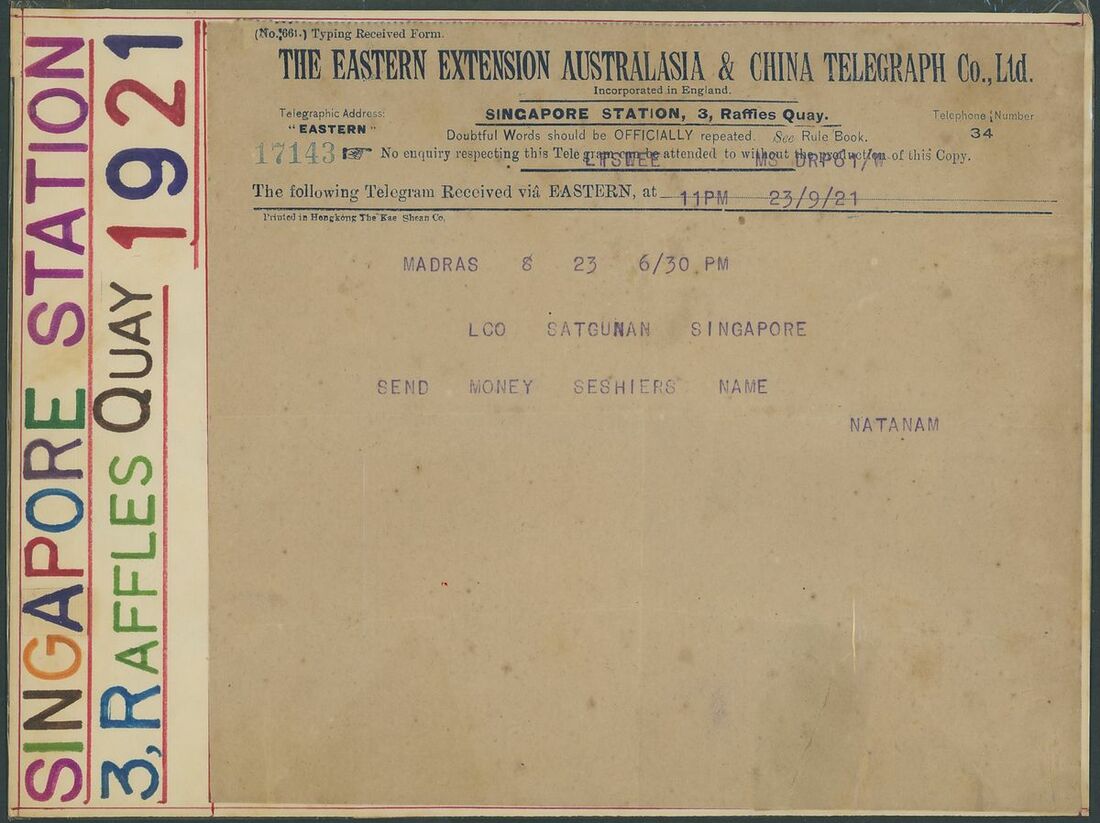 SINGAPORE STATION
3, RAFFLES QUAY 1921
(No. 661.) Typing Received Form.
THE EASTERN EXTENSION AUSTRALASIA & CHINA TELEGRAPH Co., Ltd.
Incorporated in England.
Telegraphic Address: SINGAPORE STATION, 3, Raffles Quay. Telephone Number
"EASTERN" Doubtful Words should be OFFICIALLY repeated. See Rule Book. 34
17143 ☞ No enquiry respecting this Telegram can be attended to without the production of this Copy.
The following Telegram Received viâ EASTERN, at 11PM 23/9/21
Printed in Hongkong The Kae Shean Co,
MADRAS 8 23 6/30 PM
LCO SATGUNAN SINGAPORE
SEND MONEY SESHIERS NAME
NATANAM